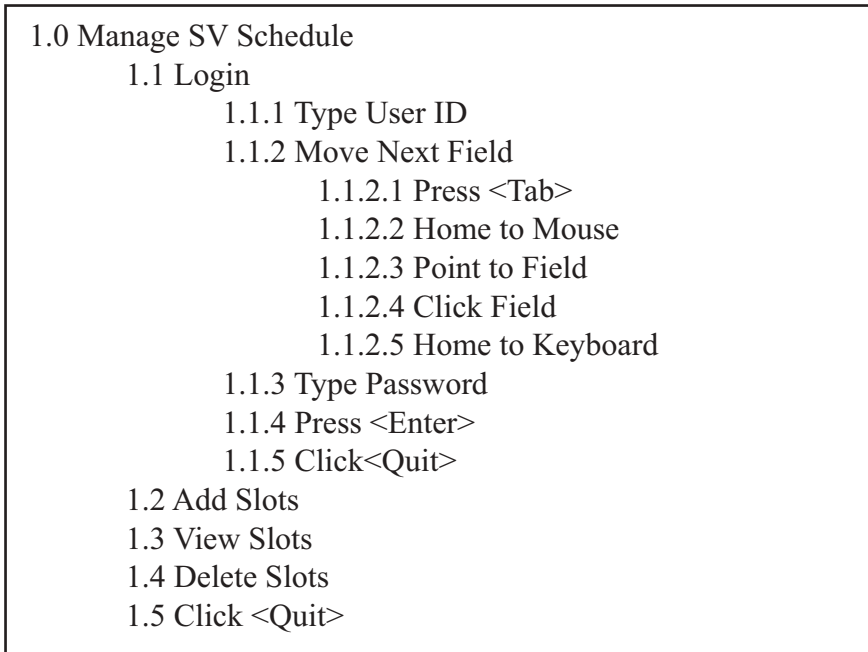 1.0 Manage SV Schedule
1.1 Login
1.1.1 Type User ID
1.1.2 Move Next Field
1.1.2.1 Press <Tab>
1.1.2.2 Home to Mouse
1.1.2.3 Point to Field
1.1.2.4 Click Field
1.1.2.5 Home to Keyboard
1.1.3 Type Password
1.1.4 Press <Enter>
1.1.5 Click<Quit>
1.2 Add Slots
1.3 View Slots
1.4 Delete Slots
1.5 Click <Quit>